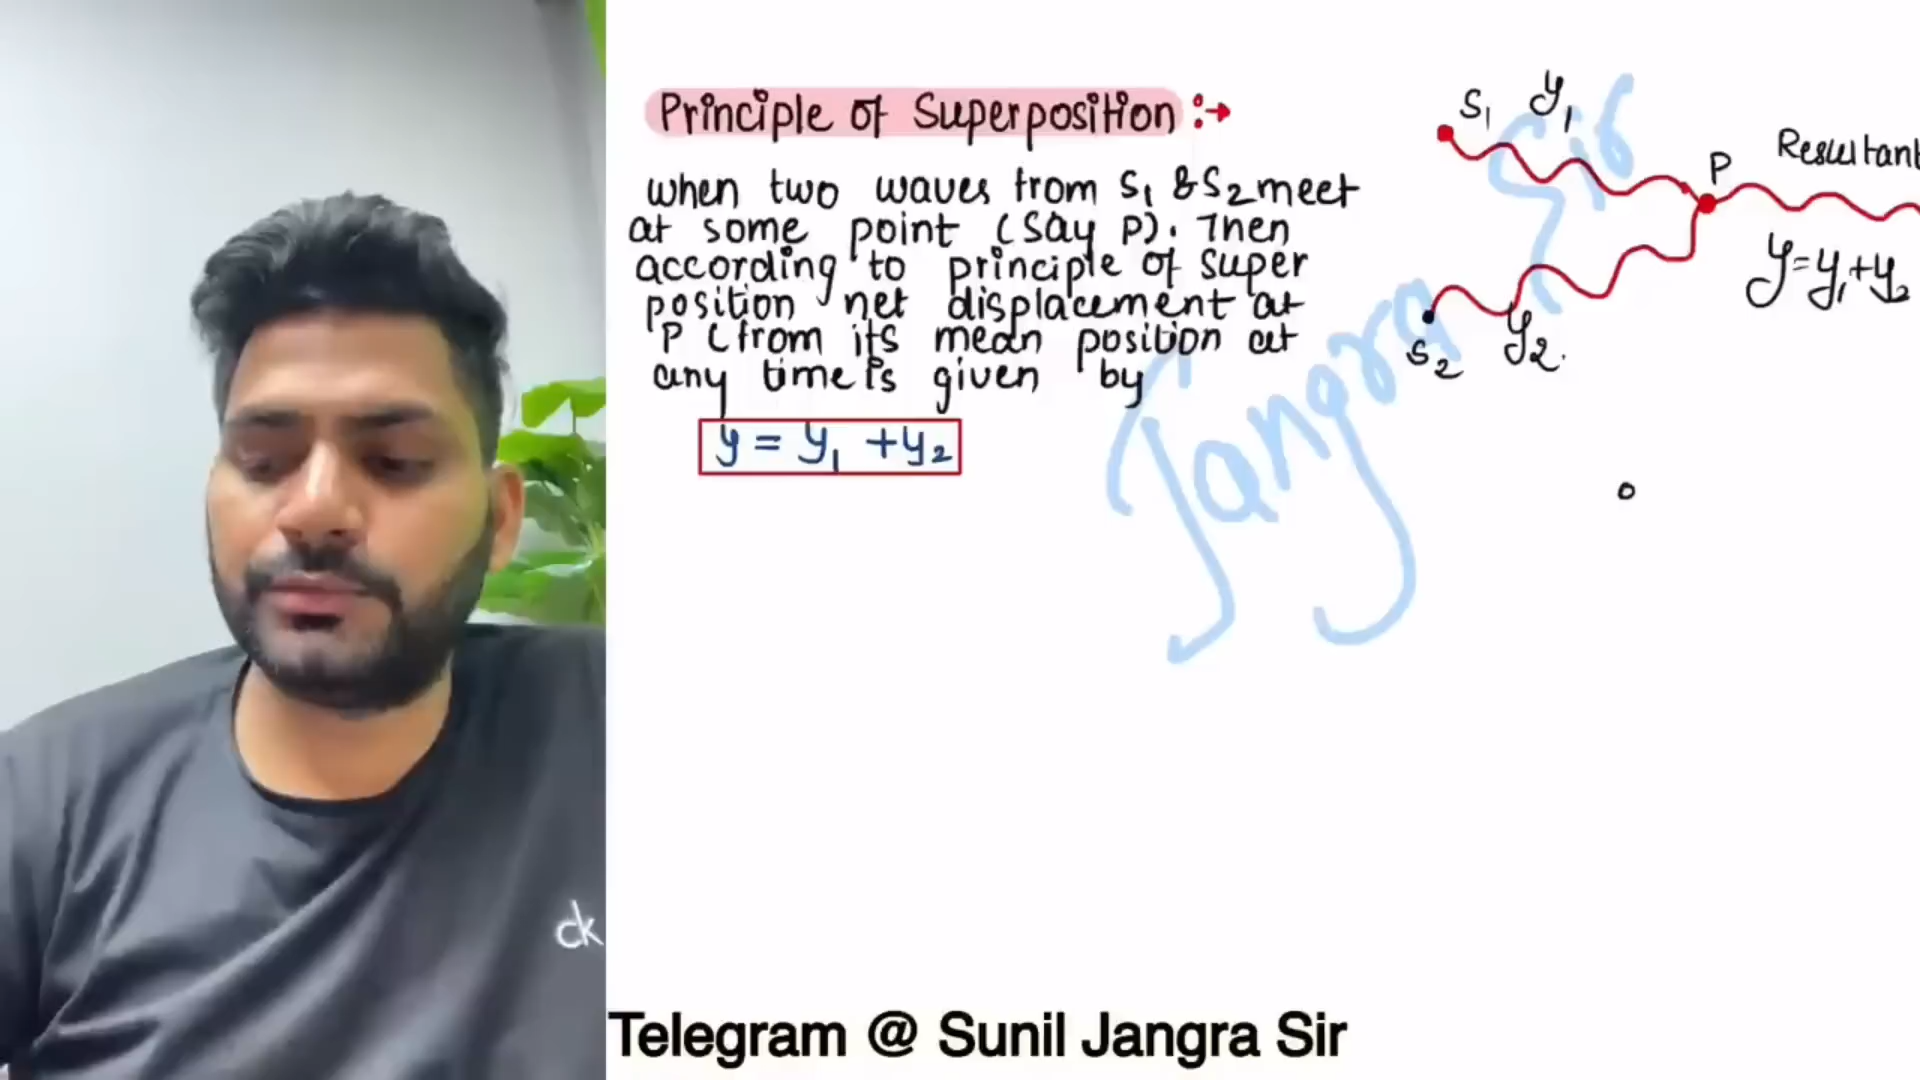 Principle of Superposition :→
when two waves from S₁ & S₂ meet
at some point (say P). Then
according to principle of super
position net displacement at
P (from its mean position at
any time is given by
y = y₁ + y₂
S₁ y₁
P
Resultant
y=y₁+y₂
S₂ y₂.
Jangra Sir
ck
Telegram @ Sunil Jangra Sir